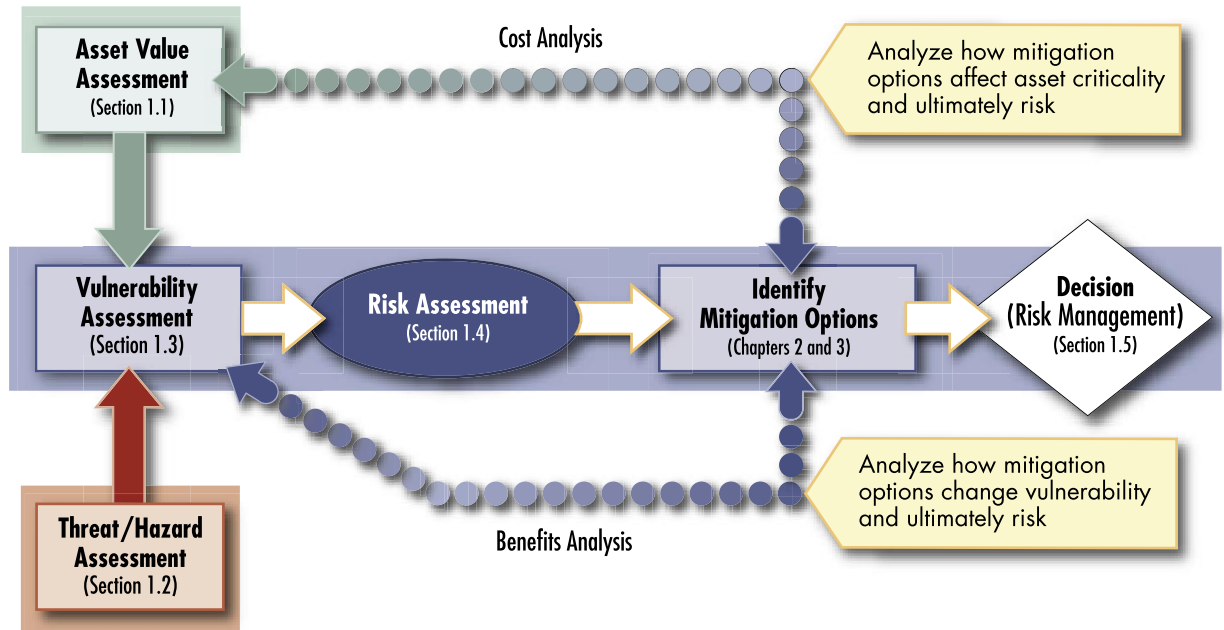 Asset Value
Assessment
(Section 1.1)
Cost Analysis
Analyze how mitigation
options affect asset criticality
and ultimately risk
Vulnerability
Assessment
(Section 1.3)
Risk Assessment
(Section 1.4)
Identify
Mitigation Options
(Chapters 2 and 3)
Decision
(Risk Management)
(Section 1.5)
Threat/Hazard
Assessment
(Section 1.2)
Benefits Analysis
Analyze how mitigation
options change vulnerability
and ultimately risk